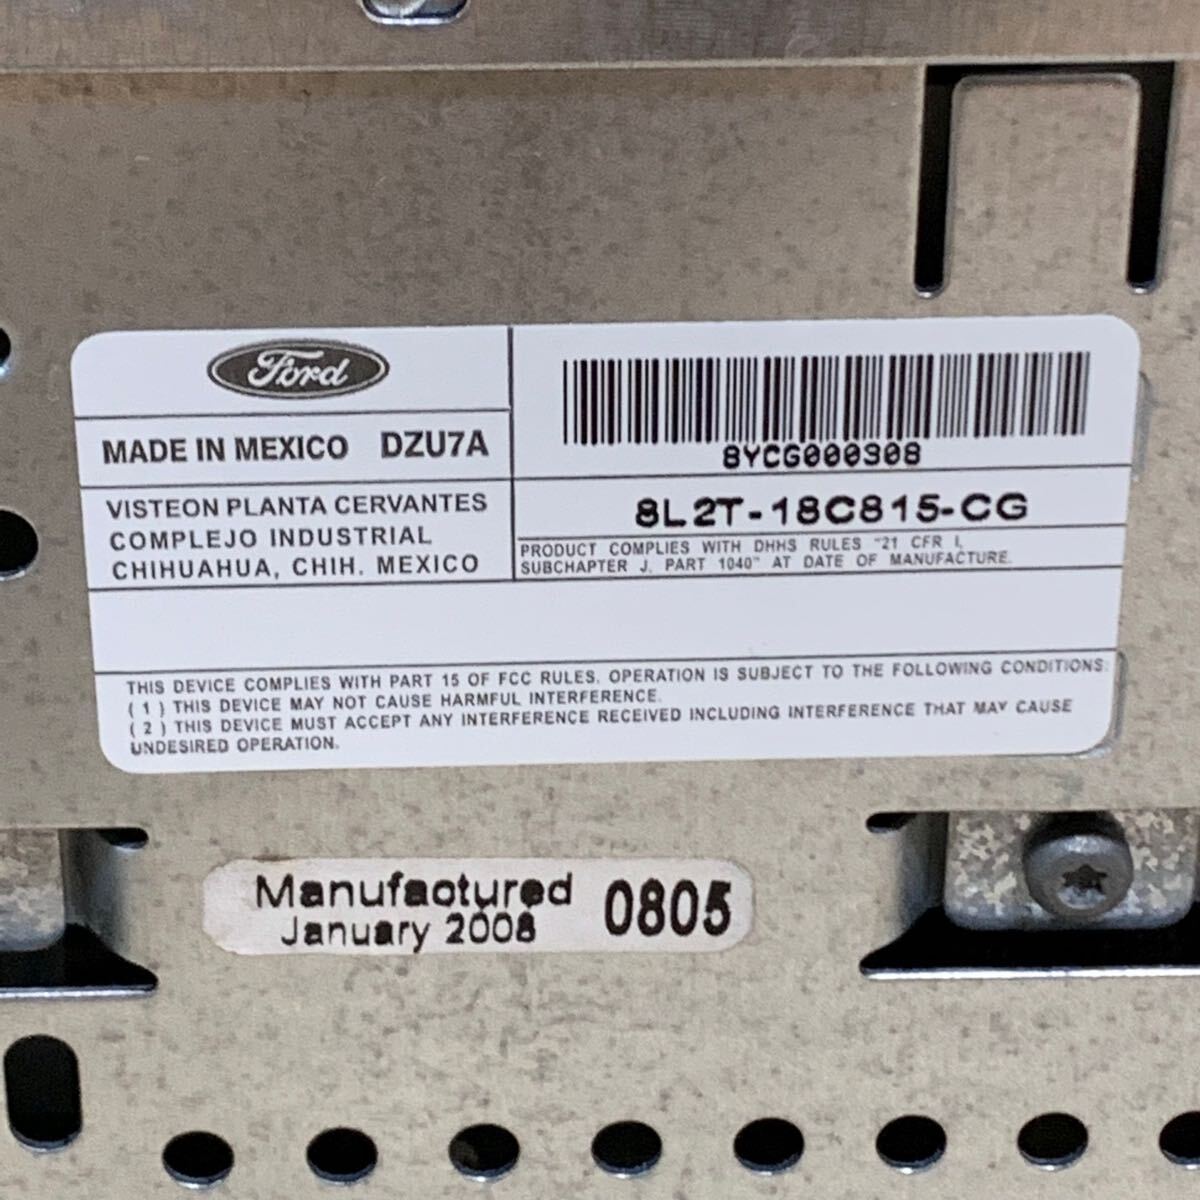 Ford
MADE IN MEXICO DZU7A
VISTEON PLANTA CERVANTES
COMPLEJO INDUSTRIAL
CHIHUAHUA, CHIH. MEXICO
8YCG000908
8L2T-18C815-CG
PRODUCT COMPLIES WITH DHHS RULES "21 CFR I,
SUBCHAPTER J, PART 1040" AT DATE OF MANUFACTURE.
THIS DEVICE COMPLIES WITH PART 15 OF FCC RULES. OPERATION IS SUBJECT TO THE FOLLOWING CONDITIONS:
( 1 ) THIS DEVICE MAY NOT CAUSE HARMFUL INTERFERENCE.
( 2 ) THIS DEVICE MUST ACCEPT ANY INTERFERENCE RECEIVED INCLUDING INTERFERENCE THAT MAY CAUSE
UNDESIRED OPERATION.
Manufactured
January 2008 0805